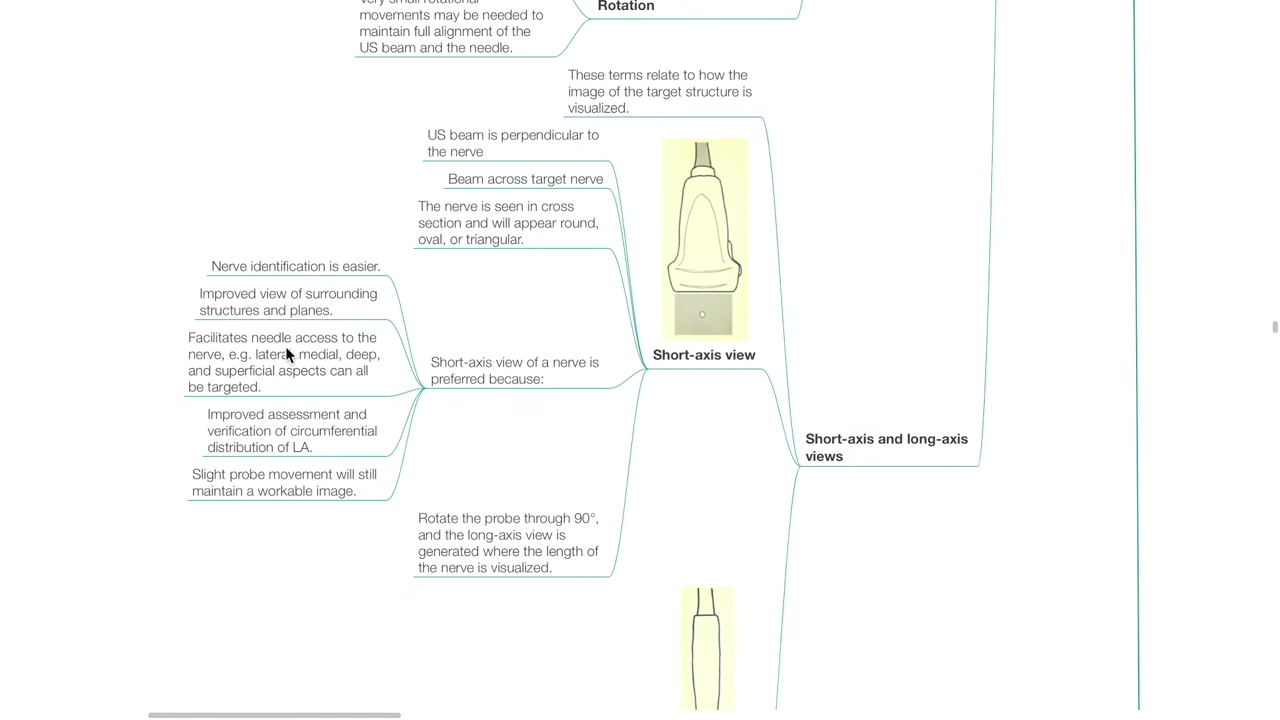 Very small rotational
movements may be needed to
maintain full alignment of the
US beam and the needle.
Rotation
These terms relate to how the
image of the target structure is
visualized.
US beam is perpendicular to
the nerve
Beam across target nerve
The nerve is seen in cross
section and will appear round,
oval, or triangular.
Nerve identification is easier.
Improved view of surrounding
structures and planes.
Facilitates needle access to the
nerve, e.g. lateral, medial, deep,
and superficial aspects can all
be targeted.
Improved assessment and
verification of circumferential
distribution of LA.
Slight probe movement will still
maintain a workable image.
Short-axis view of a nerve is
preferred because:
Rotate the probe through 90°,
and the long-axis view is
generated where the length of
the nerve is visualized.
Short-axis view
Short-axis and long-axis
views